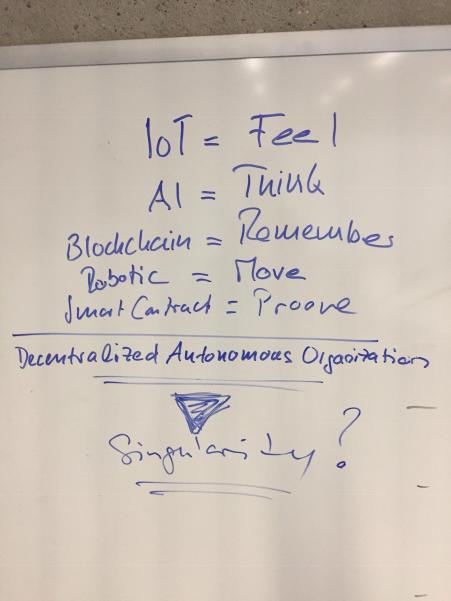 IoT = Feel
AI = Think
Blockchain = Remember
Robotic = Move
Smart Contract = Proove
Decentralized Autonomous Organization
Singularity?